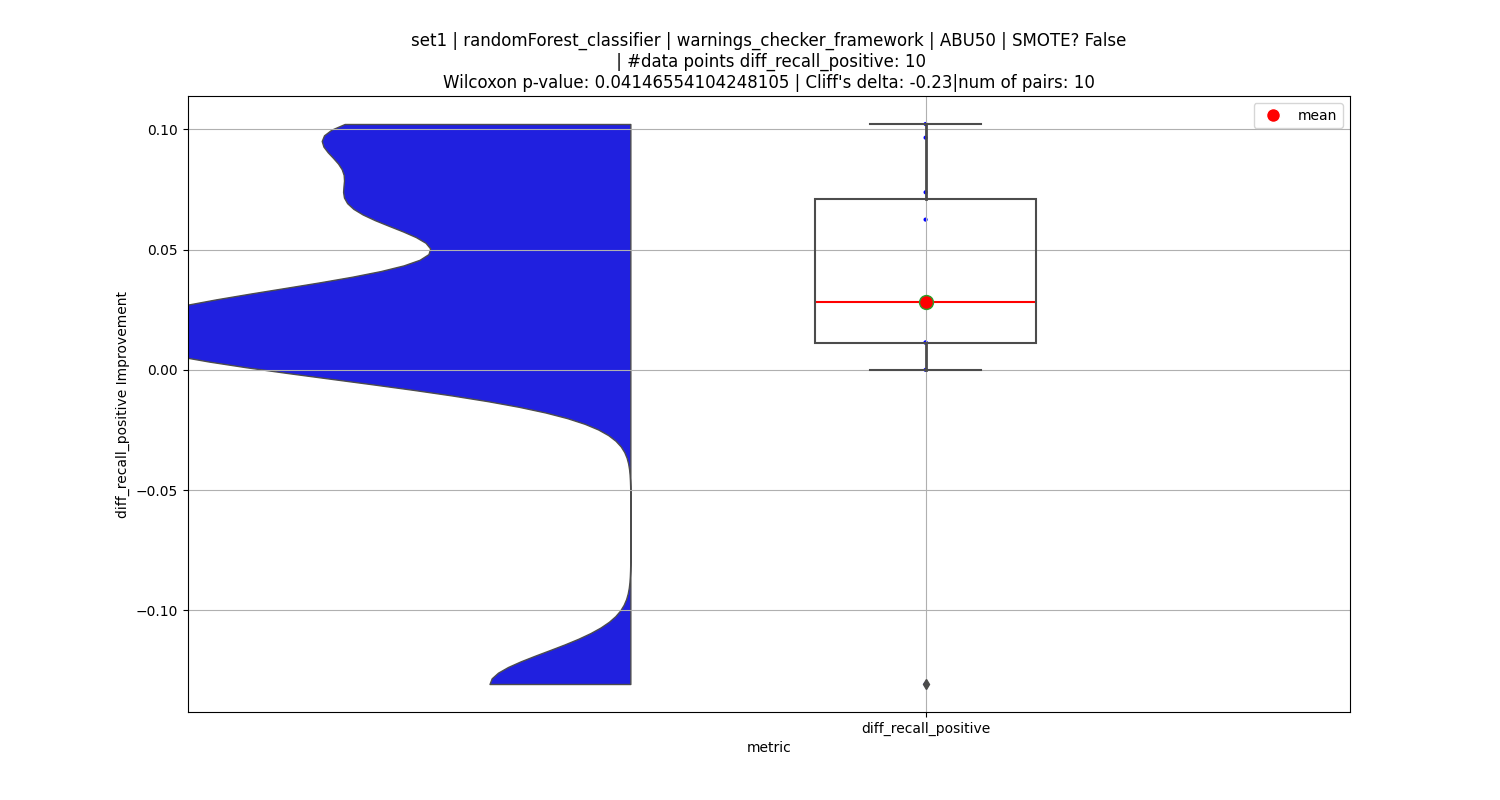 set1 | randomForest_classifier | warnings_checker_framework | ABU50 | SMOTE? False
| #data points diff_recall_positive: 10
Wilcoxon p-value: 0.04146554104248105 | Cliff's delta: -0.23|num of pairs: 10
mean
0.10
0.05
0.00
−0.05
−0.10
diff_recall_positive Improvement
diff_recall_positive
metric